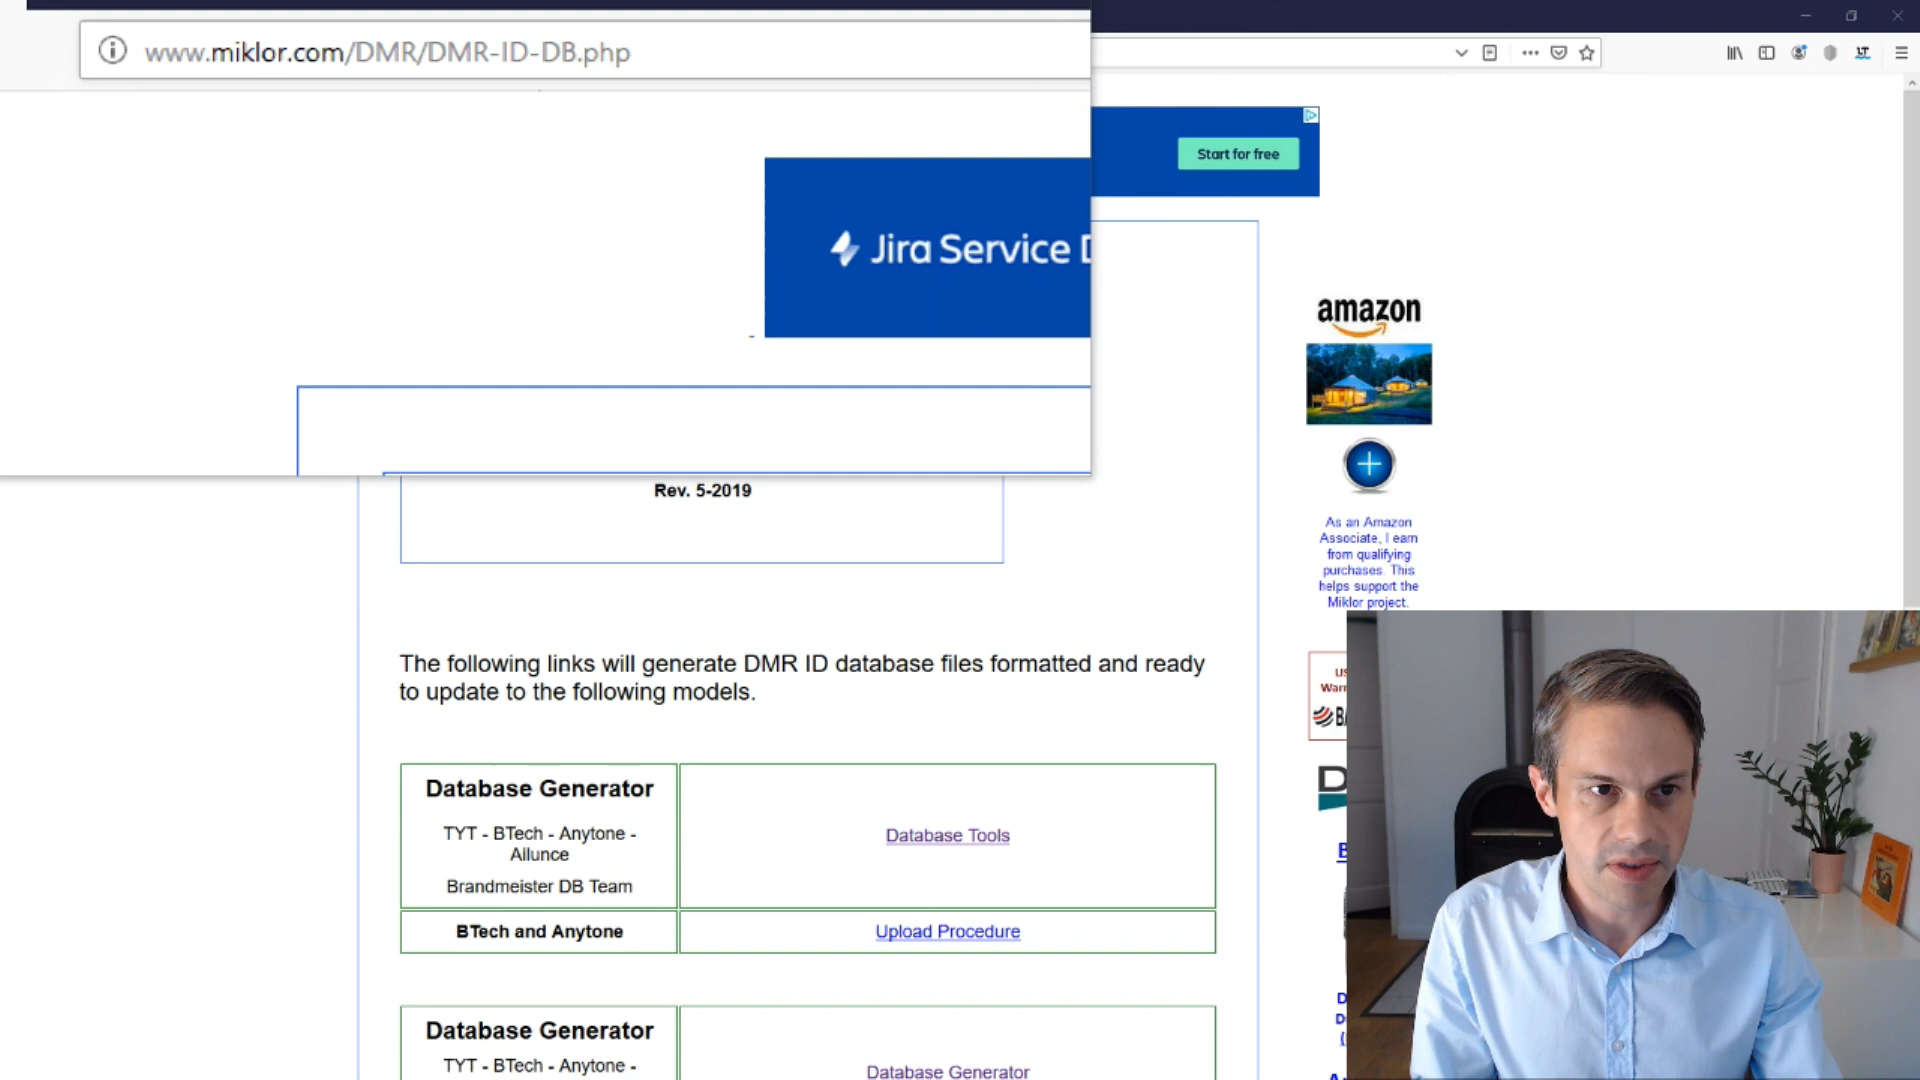 www.miklor.com/DMR/DMR-ID-DB.php
Start for free
Jira Service
amazon
As an Amazon
Associate, I earn
from qualifying
purchases. This
helps support the
Miklor project.
Rev. 5-2019
The following links will generate DMR ID database files formatted and ready
to update to the following models.
Database Generator
TYT - BTech - Anytone -
Ailunce
Brandmeister DB Team
Database Tools
BTech and Anytone
Upload Procedure
Database Generator
TYT - BTech - Anytone -
Database Generator